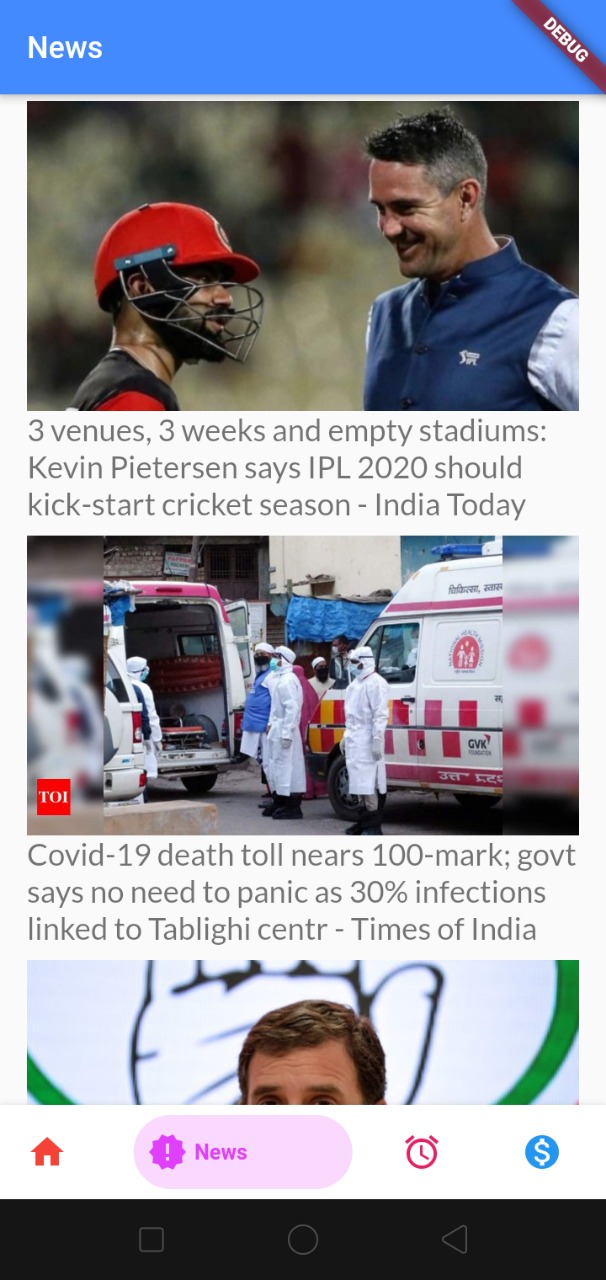 News
DEBUG
IPL
3 venues, 3 weeks and empty stadiums:
Kevin Pietersen says IPL 2020 should
kick-start cricket season - India Today
GVK
TOI
Covid-19 death toll nears 100-mark; govt
says no need to panic as 30% infections
linked to Tablighi centr - Times of India
News